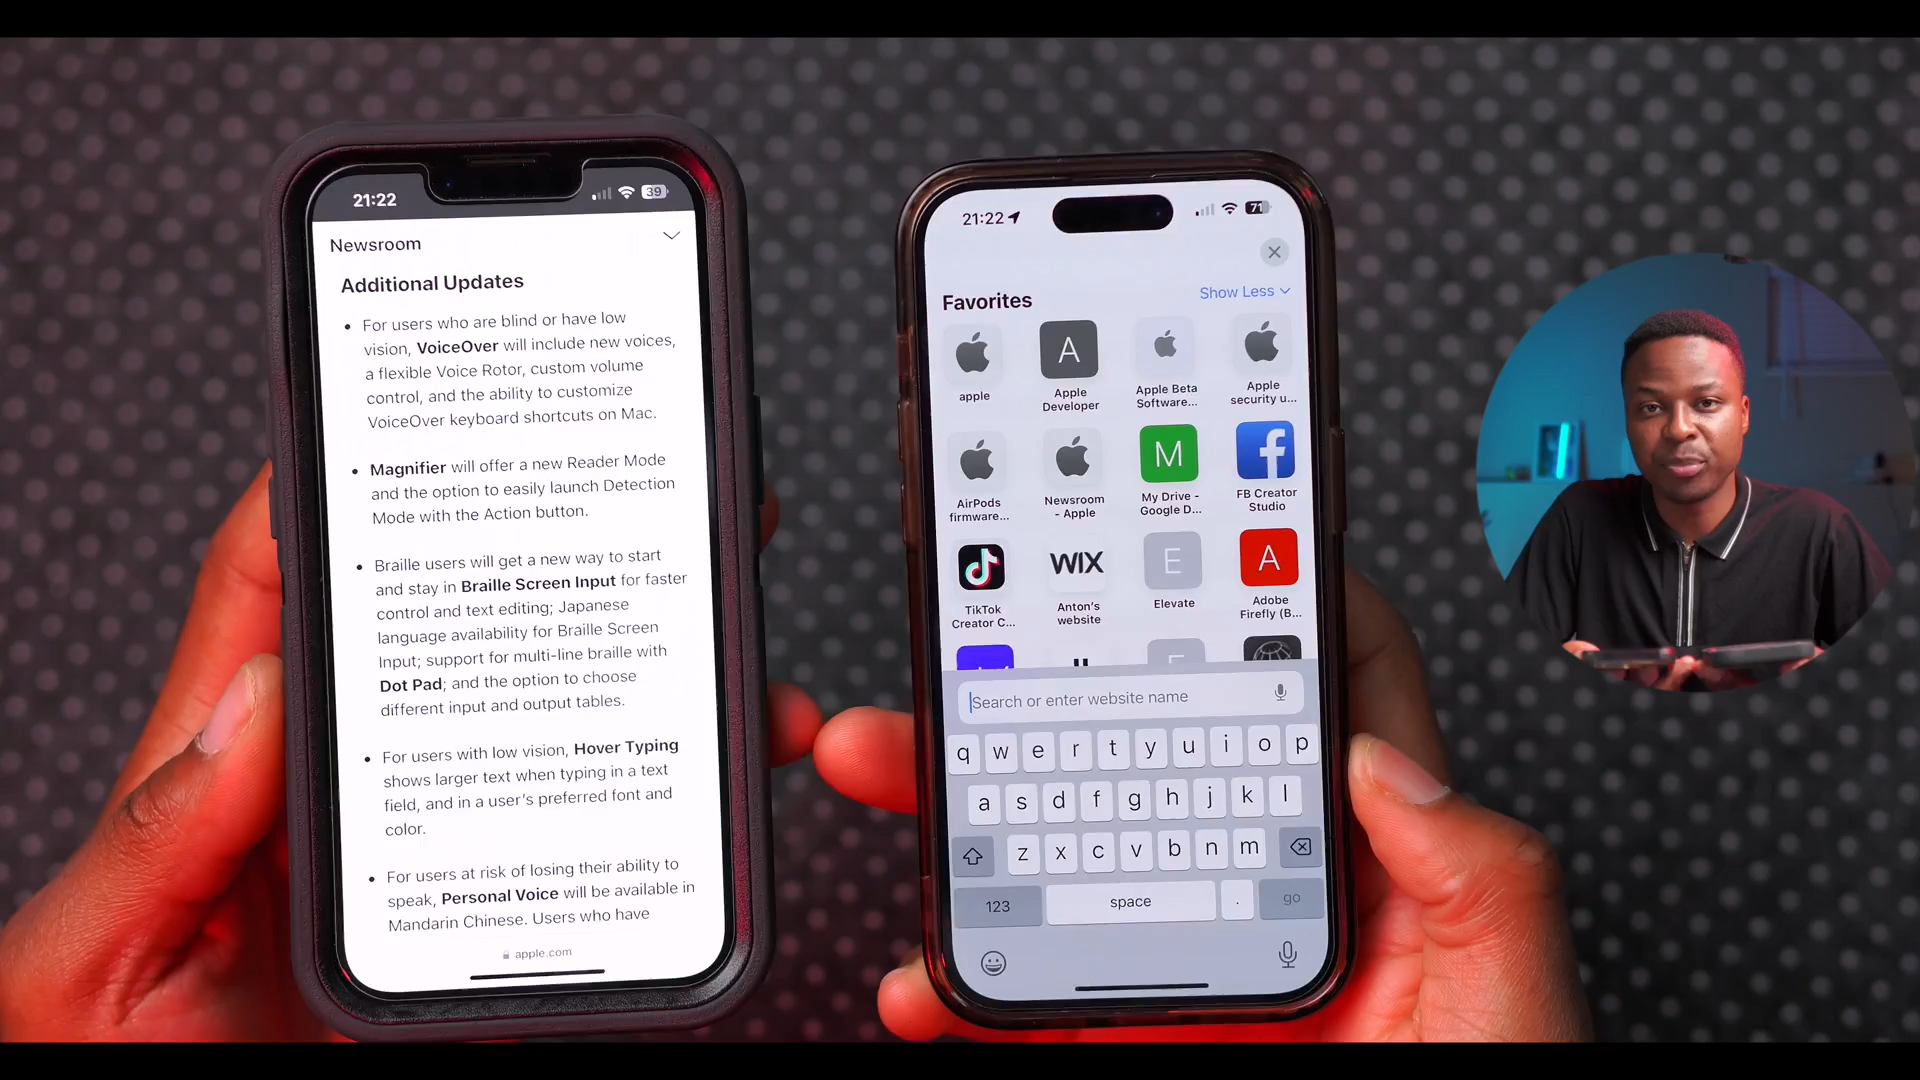 21:22
39
Newsroom
Additional Updates
• For users who are blind or have low
vision, VoiceOver will include new voices,
a flexible Voice Rotor, custom volume
control, and the ability to customize
VoiceOver keyboard shortcuts on Mac.
• Magnifier will offer a new Reader Mode
and the option to easily launch Detection
Mode with the Action button.
• Braille users will get a new way to start
and stay in Braille Screen Input for faster
control and text editing; Japanese
language availability for Braille Screen
Input; support for multi-line braille with
Dot Pad; and the option to choose
different input and output tables.
• For users with low vision, Hover Typing
shows larger text when typing in a text
field, and in a user's preferred font and
color.
• For users at risk of losing their ability to
speak, Personal Voice will be available in
Mandarin Chinese. Users who have
apple.com
21:22
71
Favorites
Show Less
apple
A
Apple
Developer
Apple Beta
Software...
Apple
security u...
AirPods
firmware...
Newsroom
- Apple
M
My Drive -
Google D...
f
FB Creator
Studio
TikTok
Creator C...
WIX
Anton's
website
E
Elevate
A
Adobe
Firefly (B...
Search or enter website name
q w e r t y u i o p
a s d f g h j k l
z x c v b n m
123 space . go